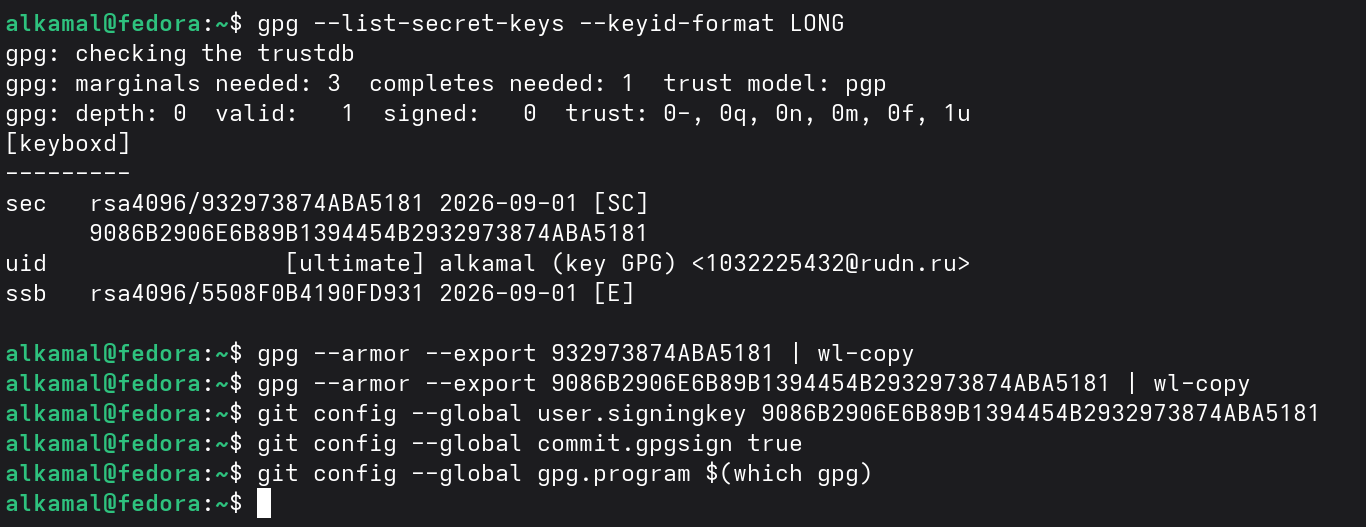 alkamal@fedora:~$ gpg --list-secret-keys --keyid-format LONG
gpg: checking the trustdb
gpg: marginals needed: 3  completes needed: 1  trust model: pgp
gpg: depth: 0  valid:   1  signed:   0  trust: 0-, 0q, 0n, 0m, 0f, 1u
[keyboxd]
---------
sec   rsa4096/932973874ABA5181 2026-09-01 [SC]
      9086B2906E6B89B1394454B2932973874ABA5181
uid                 [ultimate] alkamal (key GPG) <1032225432@rudn.ru>
ssb   rsa4096/5508F0B4190FD931 2026-09-01 [E]

alkamal@fedora:~$ gpg --armor --export 932973874ABA5181 | wl-copy
alkamal@fedora:~$ gpg --armor --export 9086B2906E6B89B1394454B2932973874ABA5181 | wl-copy
alkamal@fedora:~$ git config --global user.signingkey 9086B2906E6B89B1394454B2932973874ABA5181
alkamal@fedora:~$ git config --global commit.gpgsign true
alkamal@fedora:~$ git config --global gpg.program $(which gpg)
alkamal@fedora:~$